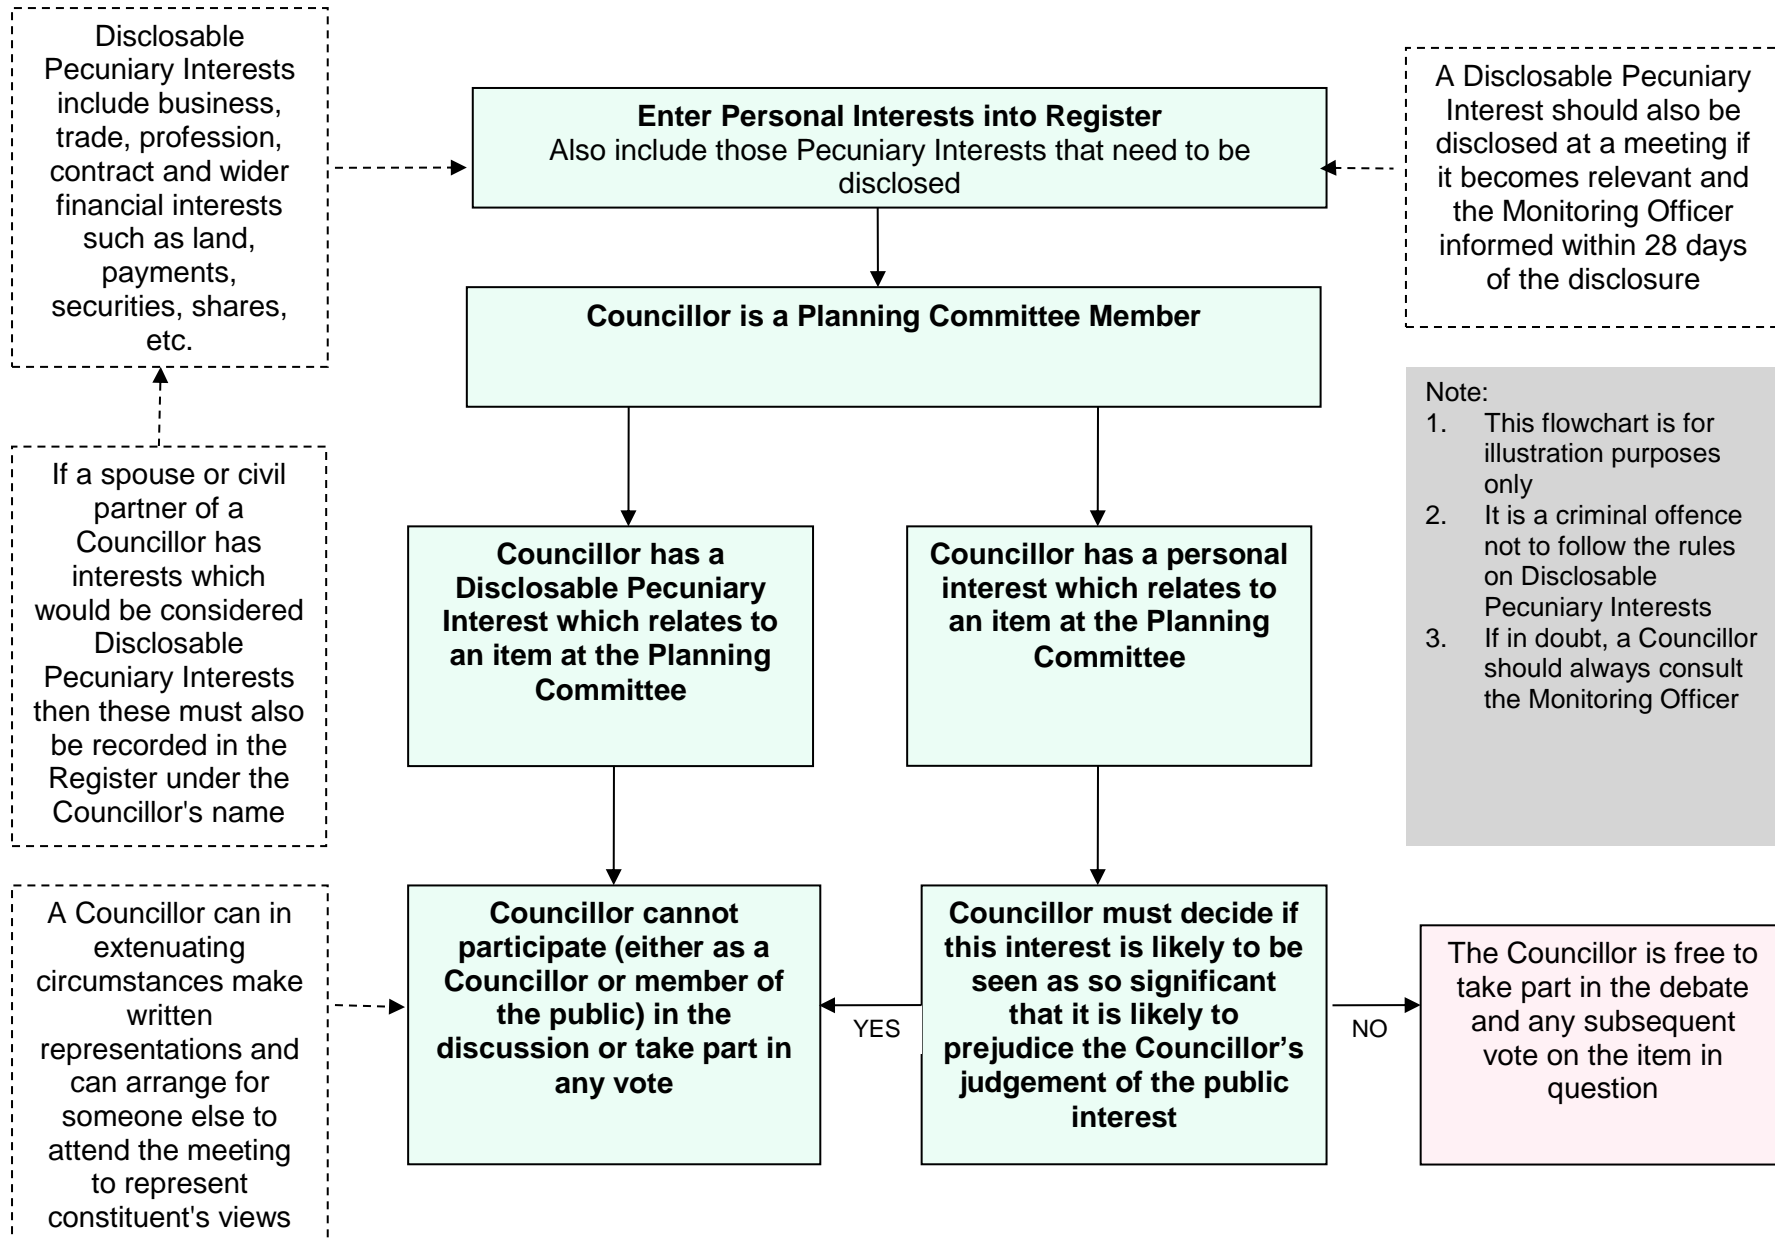 Disclosable
Pecuniary Interests
include business,
trade, profession,
contract and wider
financial interests
such as land,
payments,
securities, shares,
etc.
Enter Personal Interests into Register
Also include those Pecuniary Interests that need to be
disclosed
A Disclosable Pecuniary
Interest should also be
disclosed at a meeting if
it becomes relevant and
the Monitoring Officer
informed within 28 days
of the disclosure
Councillor is a Planning Committee Member
If a spouse or civil
partner of a
Councillor has
interests which
would be considered
Disclosable
Pecuniary Interests
then these must also
be recorded in the
Register under the
Councillor's name
Councillor has a
Disclosable Pecuniary
Interest which relates to
an item at the Planning
Committee
Councillor has a personal
interest which relates to
an item at the Planning
Committee
Note:
1. This flowchart is for
illustration purposes
only
2. It is a criminal offence
not to follow the rules
on Disclosable
Pecuniary Interests
3. If in doubt, a Councillor
should always consult
the Monitoring Officer
A Councillor can in
extenuating
circumstances make
written
representations and
can arrange for
someone else to
attend the meeting
to represent
constituent's views
Councillor cannot
participate (either as a
Councillor or member of
the public) in the
discussion or take part in
any vote
YES
Councillor must decide if
this interest is likely to be
seen as so significant
that it is likely to
prejudice the Councillor’s
judgement of the public
interest
NO
The Councillor is free to
take part in the debate
and any subsequent
vote on the item in
question